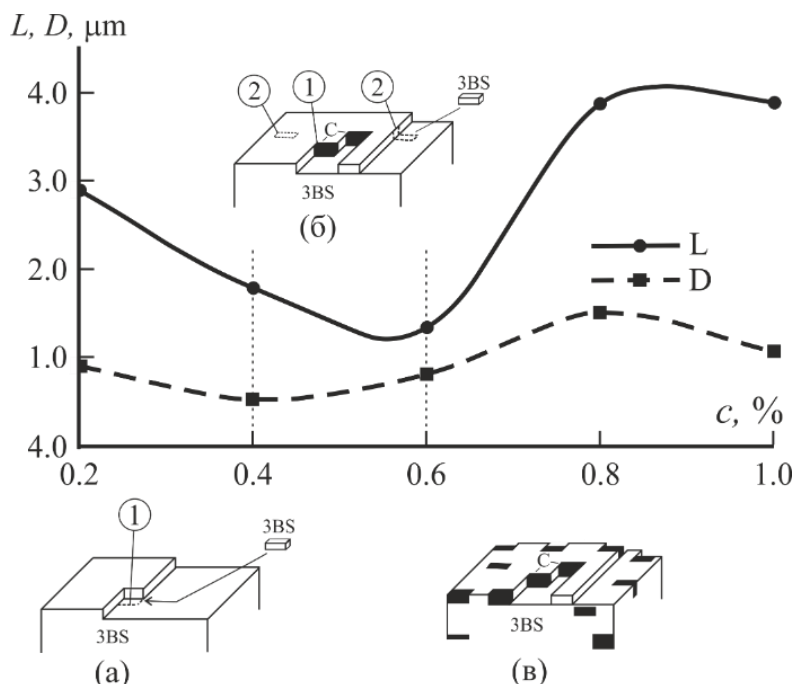 L, D, μm
4.0
3.0
2.0
1.0
4.0
0.2
0.4
0.6
0.8
1.0
c, %
L
D
2
1
2
3BS
C
3BS
(б)
1
3BS
3BS
(а)
C
3BS
(в)